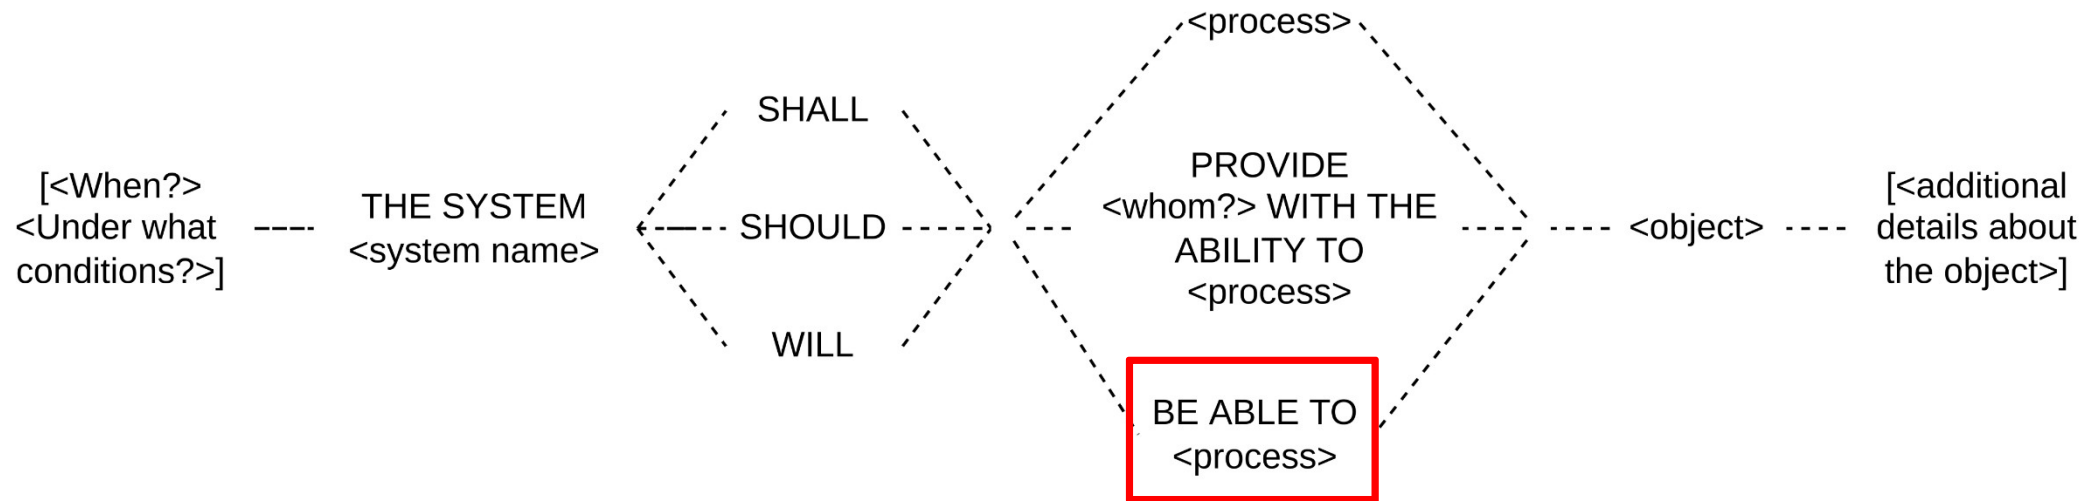 [<When?>
<Under what
conditions?>]
THE SYSTEM
<system name>
SHALL
SHOULD
WILL
<process>
PROVIDE
<whom?> WITH THE
ABILITY TO
<process>
BE ABLE TO
<process>
<object>
[<additional
details about
the object>]